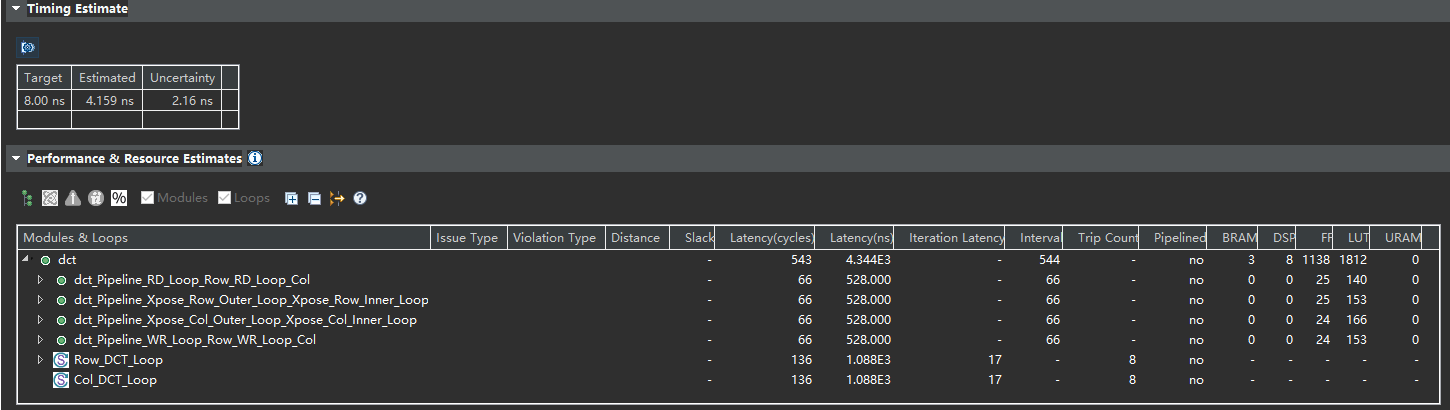 Timing Estimate
Target Estimated Uncertainty
8.00 ns 4.159 ns 2.16 ns
Performance & Resource Estimates
% Modules Loops
Modules & Loops Issue Type Violation Type Distance Slack Latency(cycles) Latency(ns) Iteration Latency Interval Trip Count Pipelined BRAM DSP FF LUT URAM
dct - 543 4.344E3 - 544 - no 3 8 1138 1812 0
dct_Pipeline_RD_Loop_Row_RD_Loop_Col - 66 528.000 - 66 - no 0 0 25 140 0
dct_Pipeline_Xpose_Row_Outer_Loop_Xpose_Row_Inner_Loop - 66 528.000 - 66 - no 0 0 25 153 0
dct_Pipeline_Xpose_Col_Outer_Loop_Xpose_Col_Inner_Loop - 66 528.000 - 66 - no 0 0 24 166 0
dct_Pipeline_WR_Loop_Row_WR_Loop_Col - 66 528.000 - 66 - no 0 0 24 153 0
Row_DCT_Loop - 136 1.088E3 17 - 8 no - - - - -
Col_DCT_Loop - 136 1.088E3 17 - 8 no - - - - -